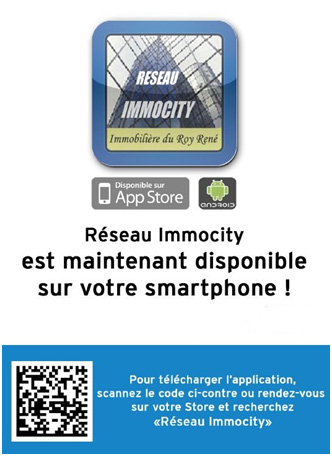 RESEAU
IMMOCITY
Immobilière du Roy René
Disponible sur
App Store
ANDROID
Réseau Immocity
est maintenant disponible
sur votre smartphone !
Pour télécharger l'application,
scannez le code ci-contre ou rendez-vous
sur votre Store et recherchez
«Réseau Immocity»